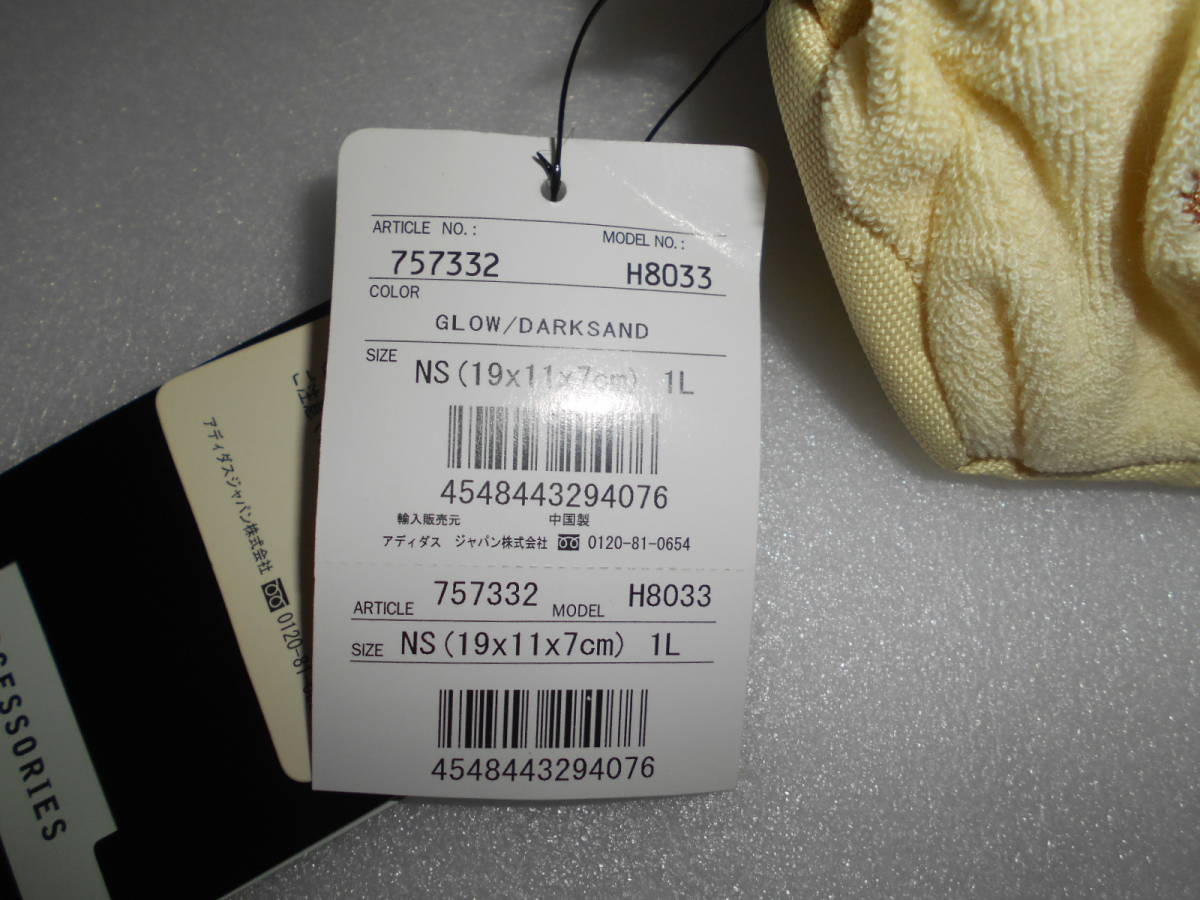 ARTICLE NO.:
MODEL NO.:
757332
H8033
COLOR
GLOW/DARKSAND
SIZE
NS(19x11x7cm) 1L
4548443294076
輸入販売元 中国製
アディダス ジャパン株式会社 0120-81-0654
ARTICLE 757332 MODEL H8033
SIZE NS(19x11x7cm) 1L
4548443294076
アディダスジャパン株式会社 0120-81-
CESSORIES